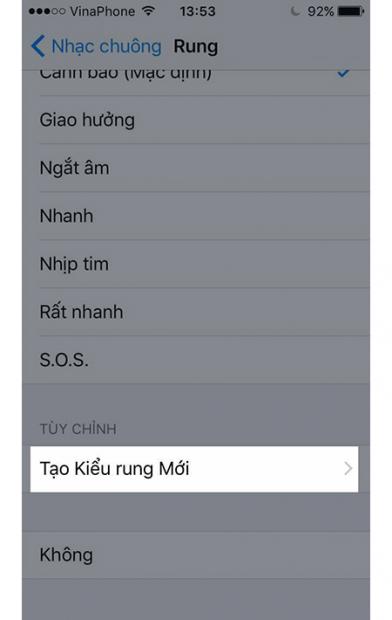 VinaPhone 13:53 92%
Nhạc chuông Rung
Cảnh báo (Mặc định)
Giao hưởng
Ngắt âm
Nhanh
Nhịp tim
Rất nhanh
S.O.S.
TÙY CHỈNH
Tạo Kiểu rung Mới
Không